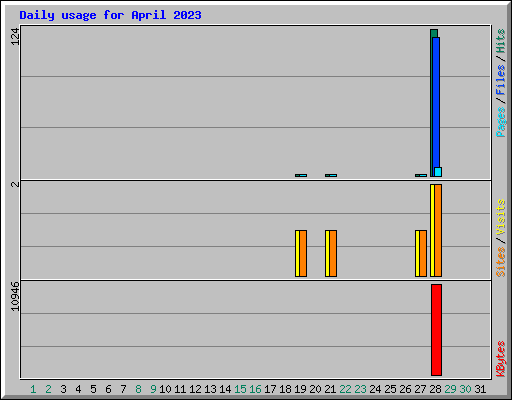 Daily usage for April 2023
124
2
10946
Pages / Files / Hits
Sites / Visits
KBytes
1 2 3 4 5 6 7 8 9 10 11 12 13 14 15 16 17 18 19 20 21 22 23 24 25 26 27 28 29 30 31